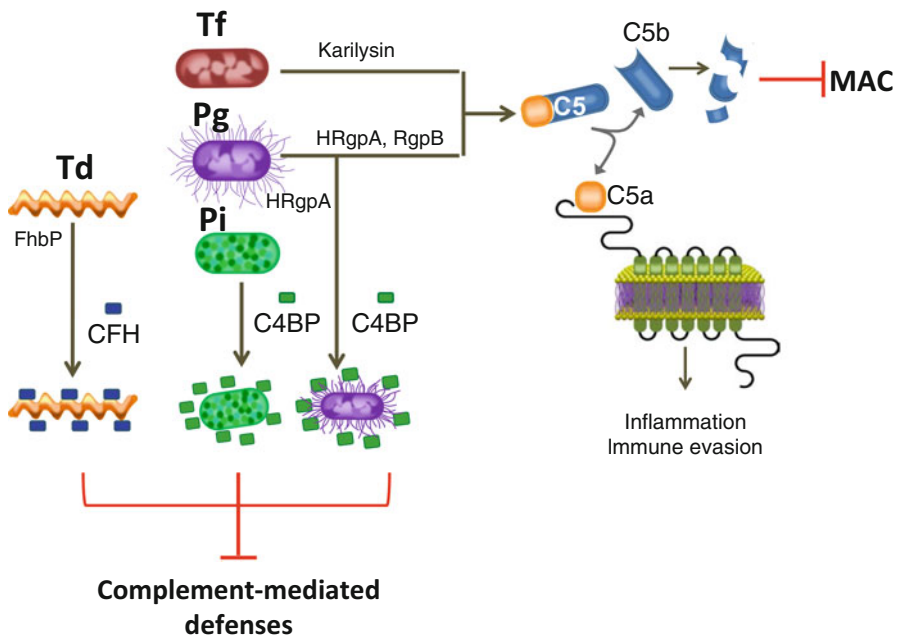 Tf
Karilysin
C5b
C5
MAC
Pg
HRgpA, RgpB
Td
HRgpA
C5a
FhbP
Pi
CFH
C4BP
C4BP
Inflammation
Immune evasion
Complement-mediated
defenses